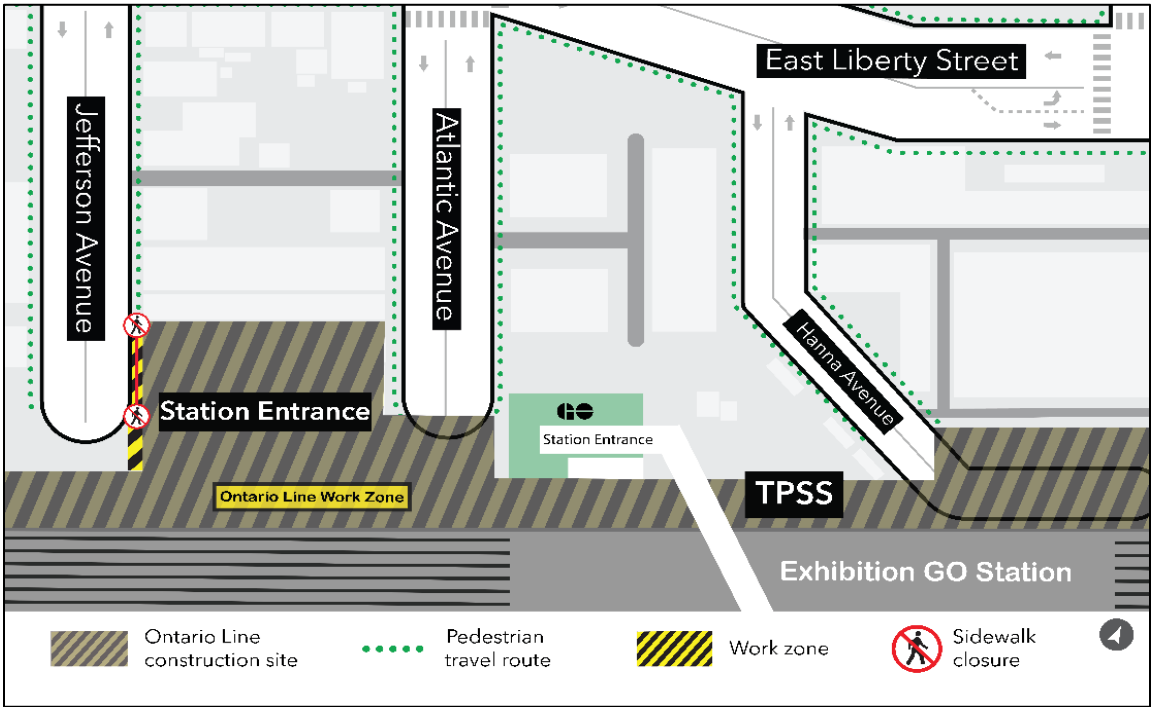 East Liberty Street
Jefferson Avenue
Atlantic Avenue
Hanna Avenue
Station Entrance
GO
Station Entrance
Ontario Line Work Zone
TPSS
Exhibition GO Station
Ontario Line
construction site
Pedestrian
travel route
Work zone
Sidewalk
closure